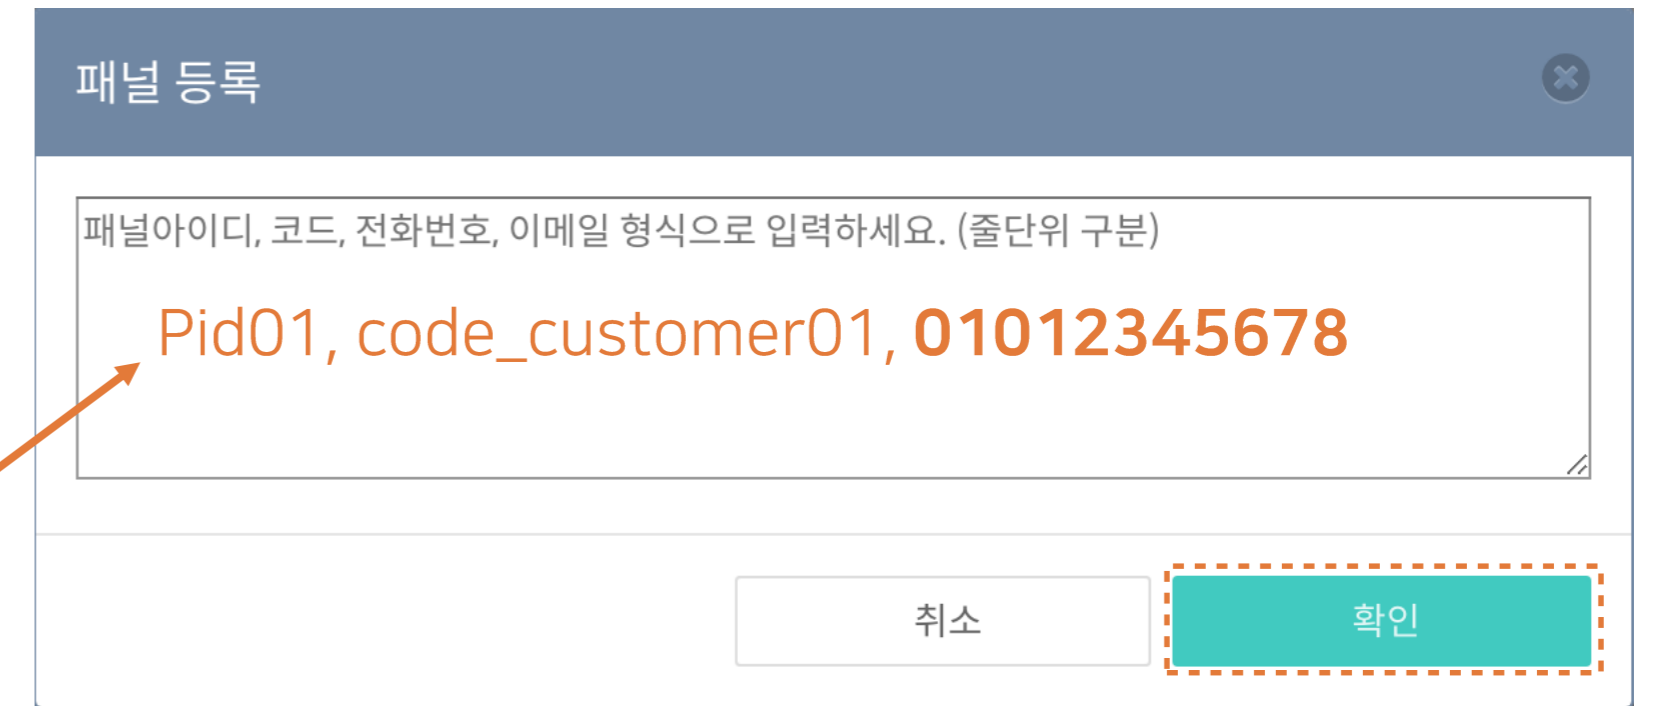 패널 등록
패널아이디, 코드, 전화번호, 이메일 형식으로 입력하세요. (줄단위 구분)
Pid01, code_customer01, 01012345678
취소
확인